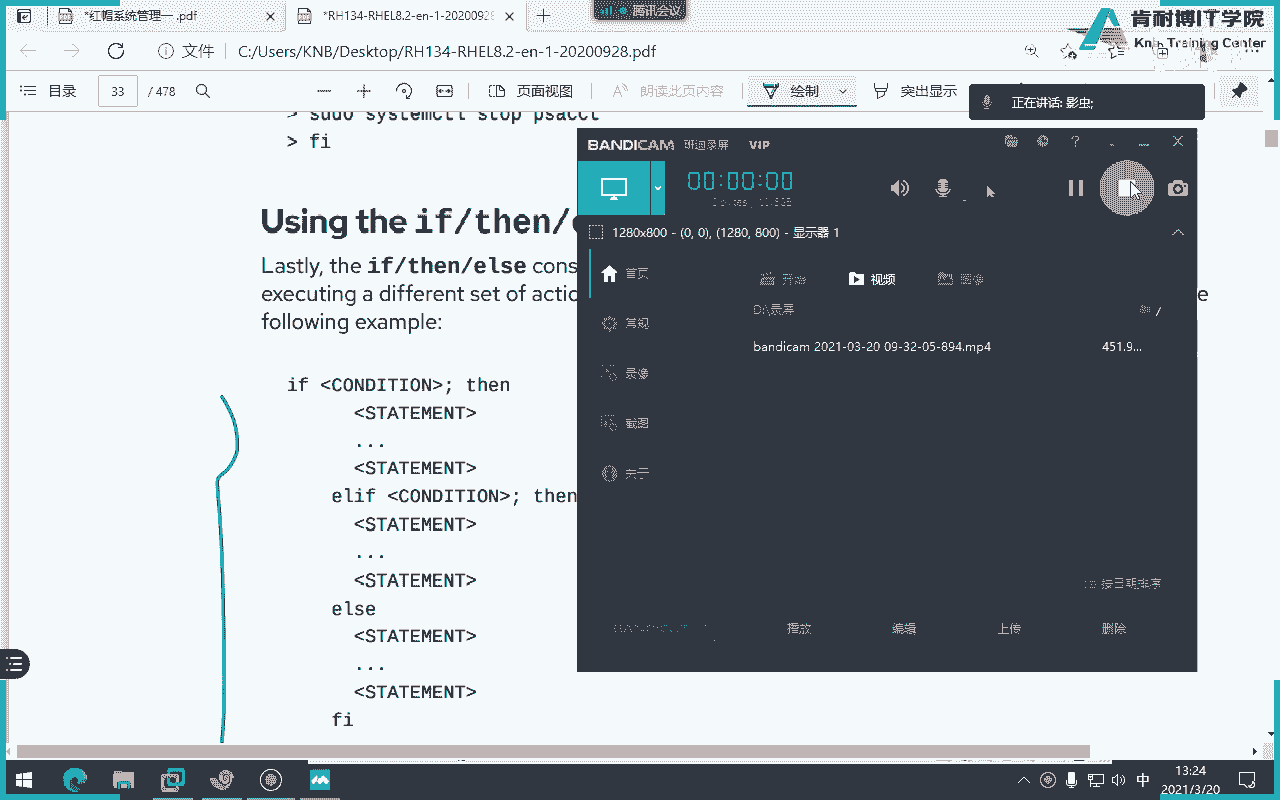 *红帽系统管理一.pdf
*RH134-RHEL8.2-en-1-2020092
腾讯会议
肯耐博IT学院
Knb Training Center
文件
C:/Users/KNB/Desktop/RH134-RHEL8.2-en-1-20200928.pdf
目录
33
/ 478
页面视图
朗读此页内容
绘制
突出显示
正在讲话: 影虫;
> sudo systemctl stop psacct
> fi
BANDICAM 班迪录屏 VIP
00:00:00
1280x800 - (0, 0), (1280, 800) - 显示器 1
首页
常规
录像
截图
关于
开始
视频
图像
D:\录屏
bandicam 2021-03-20 09-32-05-894.mp4
451.9...
按日期排序
播放
编辑
上传
删除
Using the if/then/
Lastly, the if/then/else cons
executing a different set of actio
e
following example:
if <CONDITION>; then
<STATEMENT>
...
<STATEMENT>
elif <CONDITION>; then
<STATEMENT>
...
<STATEMENT>
else
<STATEMENT>
...
<STATEMENT>
fi
中
13:24
2021/3/20